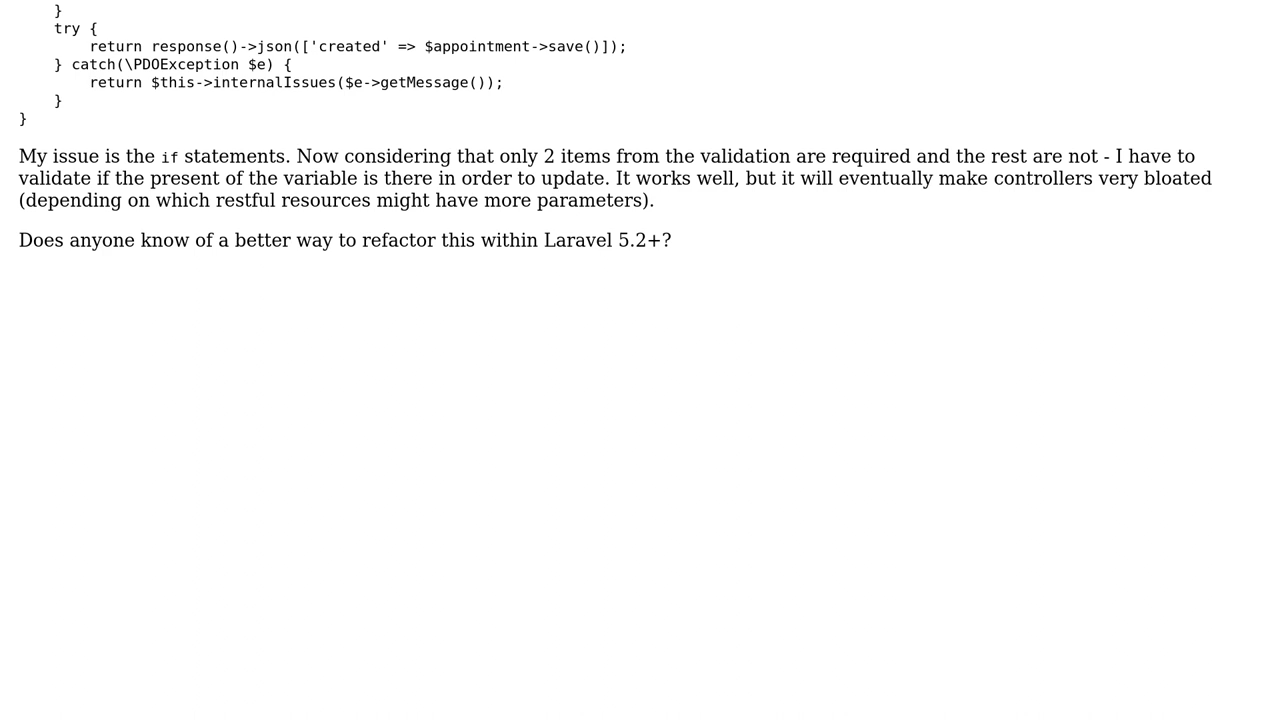 }
    try {
        return response()->json(['created' => $appointment->save()]);
    } catch(\PDOException $e) {
        return $this->internalIssues($e->getMessage());
    }
}
My issue is the if statements. Now considering that only 2 items from the validation are required and the rest are not - I have to
validate if the present of the variable is there in order to update. It works well, but it will eventually make controllers very bloated
(depending on which restful resources might have more parameters).
Does anyone know of a better way to refactor this within Laravel 5.2+?